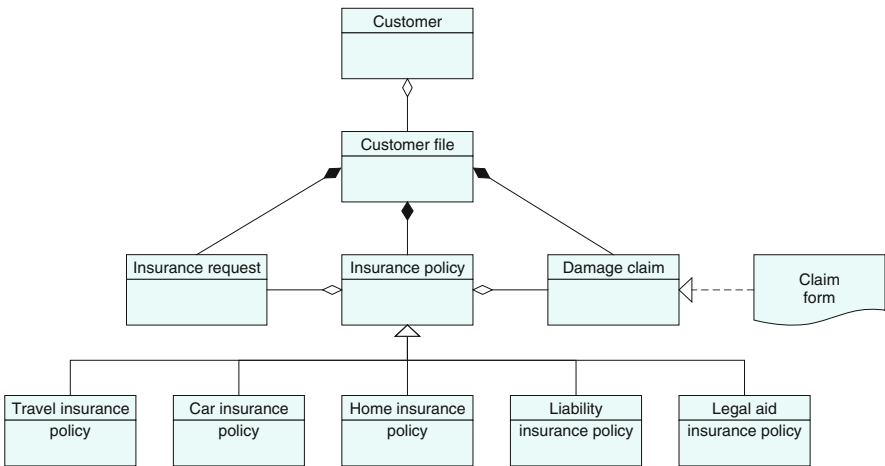 Customer
Customer file
Insurance request
Insurance policy
Damage claim
Claim
form
Travel insurance
policy
Car insurance
policy
Home insurance
policy
Liability
insurance policy
Legal aid
insurance policy